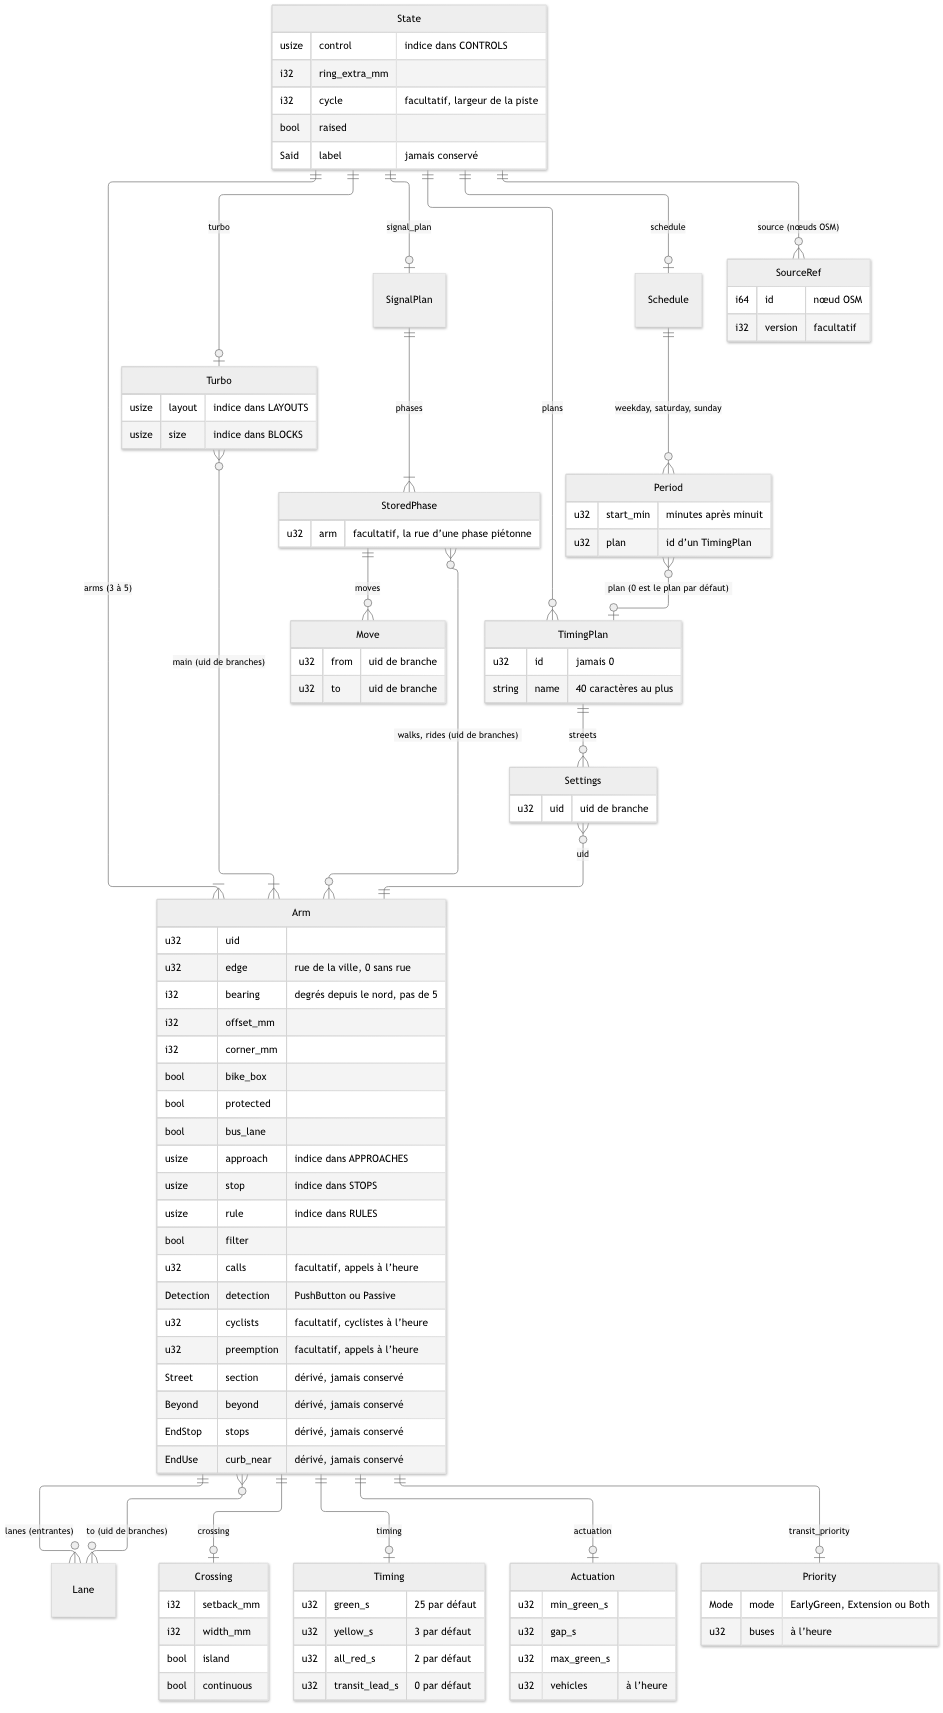 State
usize control indice dans CONTROLS
i32 ring_extra_mm
i32 cycle facultatif, largeur de la piste
bool raised
Said label jamais conservé
turbo
signal_plan
schedule
source (nœuds OSM)
SourceRef
i64 id nœud OSM
i32 version facultatif
SignalPlan
Schedule
Turbo
usize layout indice dans LAYOUTS
usize size indice dans BLOCKS
phases
plans
weekday, saturday, sunday
StoredPhase
u32 arm facultatif, la rue d’une phase piétonne
Period
u32 start_min minutes après minuit
u32 plan id d’un TimingPlan
arms (3 à 5)
moves
plan (0 est le plan par défaut)
Move
u32 from uid de branche
u32 to uid de branche
TimingPlan
u32 id jamais 0
string name 40 caractères au plus
main (uid de branches)
walks, rides (uid de branches)
streets
Settings
u32 uid uid de branche
uid
Arm
u32 uid
u32 edge rue de la ville, 0 sans rue
i32 bearing degrés depuis le nord, pas de 5
i32 offset_mm
i32 corner_mm
bool bike_box
bool protected
bool bus_lane
usize approach indice dans APPROACHES
usize stop indice dans STOPS
usize rule indice dans RULES
bool filter
u32 calls facultatif, appels à l’heure
Detection detection PushButton ou Passive
u32 cyclists facultatif, cyclistes à l’heure
u32 preemption facultatif, appels à l’heure
Street section dérivé, jamais conservé
Beyond beyond dérivé, jamais conservé
EndStop stops dérivé, jamais conservé
EndUse curb_near dérivé, jamais conservé
lanes (entrantes)
to (uid de branches)
crossing
timing
actuation
transit_priority
Lane
Crossing
i32 setback_mm
i32 width_mm
bool island
bool continuous
Timing
u32 green_s 25 par défaut
u32 yellow_s 3 par défaut
u32 all_red_s 2 par défaut
u32 transit_lead_s 0 par défaut
Actuation
u32 min_green_s
u32 gap_s
u32 max_green_s
u32 vehicles à l’heure
Priority
Mode mode EarlyGreen, Extension ou Both
u32 buses à l’heure